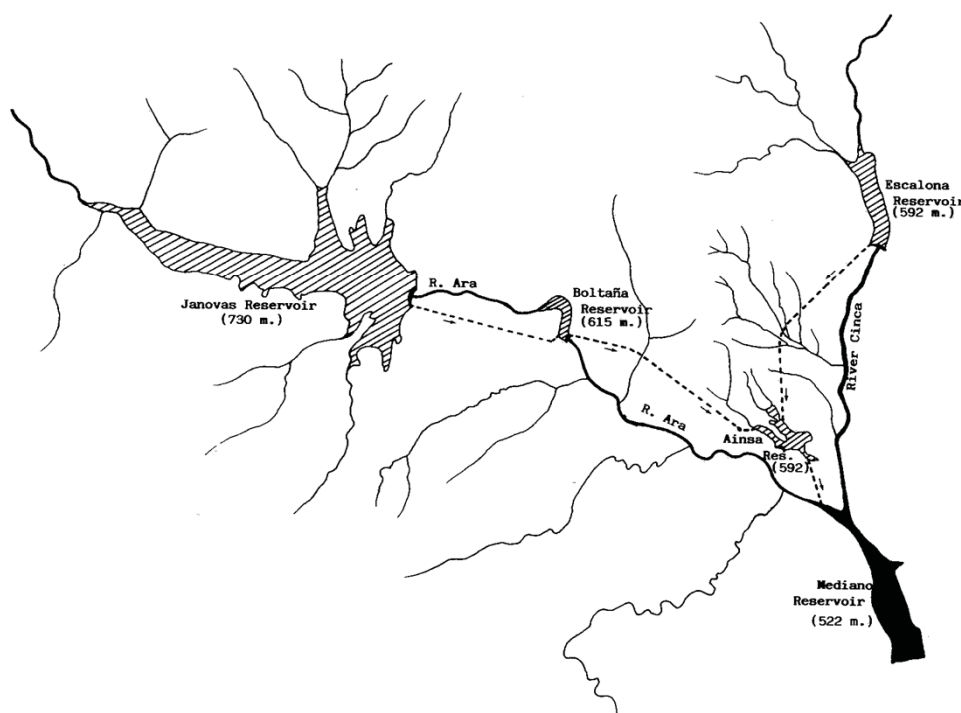 Escalona
Reservoir
(592 m.)
R. Ara
Boltaña
Reservoir
(615 m.)
Janovas Reservoir
(730 m.)
River Cinca
R. Ara
Ainsa
Res.
(592)
Mediano
Reservoir
(522 m.)